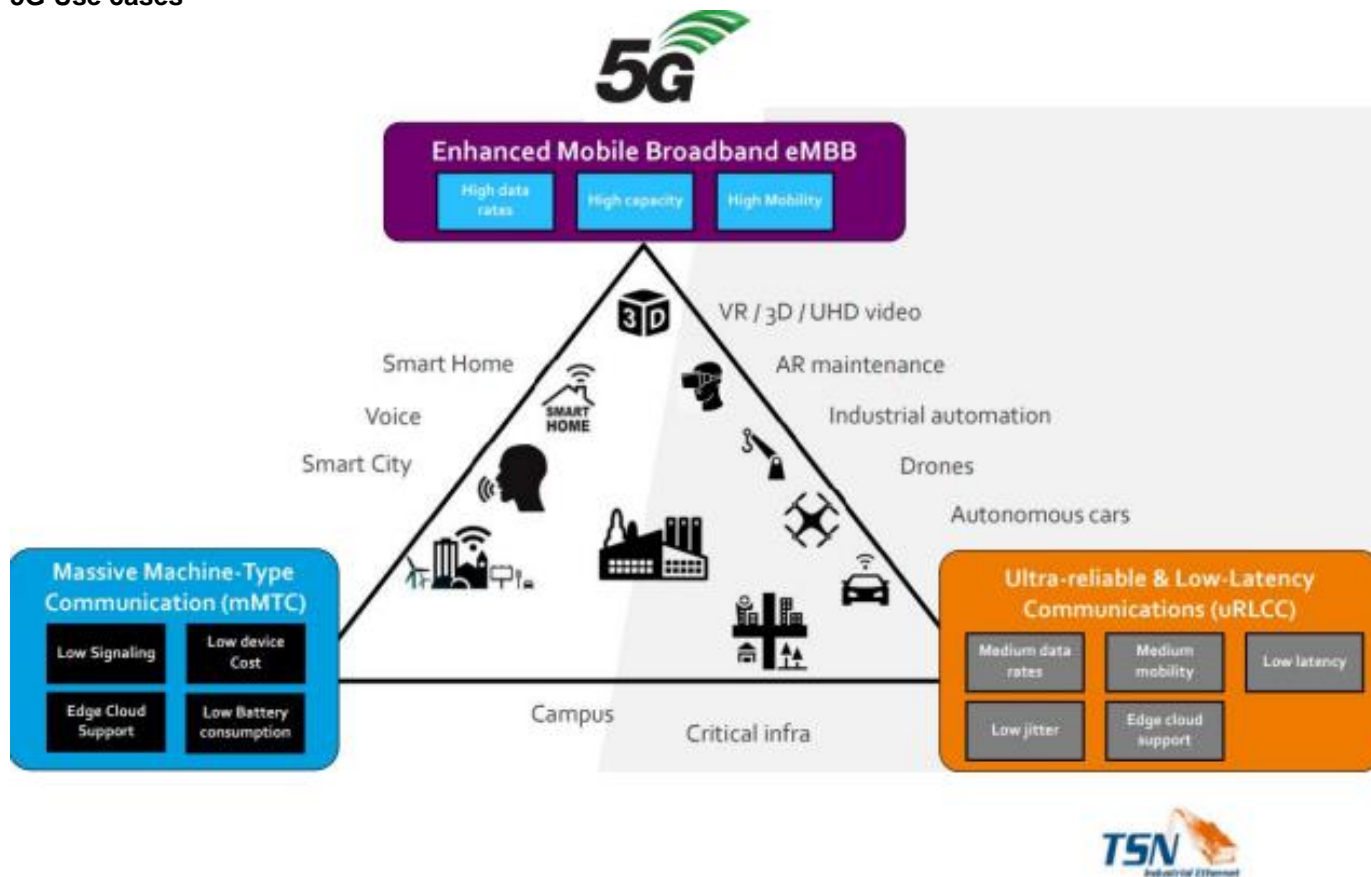 5G Use cases
5G
Enhanced Mobile Broadband eMBB
High data
rates
High capacity
High Mobility
3D
VR / 3D / UHD video
Smart Home
SMART
HOME
AR maintenance
Voice
Industrial automation
Smart City
Drones
Autonomous cars
Massive Machine-Type
Communication (mMTC)
Low Signaling
Low device
Cost
Edge Cloud
Support
Low Battery
consumption
Ultra-reliable & Low-Latency
Communications (uRLCC)
Medium data
rates
Medium
mobility
Low latency
Low jitter
Edge cloud
support
Campus
Critical infra
TSN
Industrial Ethernet